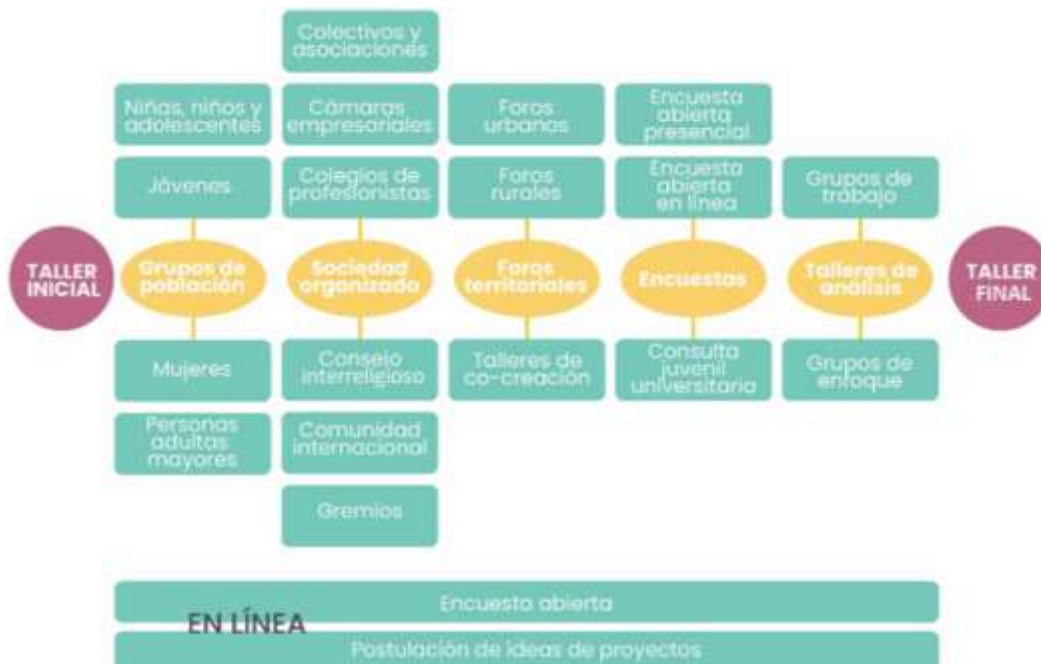 Colectivos y
asociaciones
Niñas, niños y
adolescentes
Cámaras
empresariales
Foros
urbanos
Encuesta
abierta
presencial
Jóvenes
Colegios de
profesionistas
Foros
rurales
Encuesta
abierta
en línea
Grupos de
trabajo
TALLER
INICIAL
Grupos de
población
Sociedad
organizada
Foros
territoriales
Encuestas
Talleres de
análisis
TALLER
FINAL
Mujeres
Consejo
interreligioso
Talleres de
co-creación
Consulta
juvenil
universitaria
Grupos de
enfoque
Personas
adultas
mayores
Comunidad
internacional
Gremios
EN LÍNEA
Encuesta abierta
Postulación de ideas de proyectos